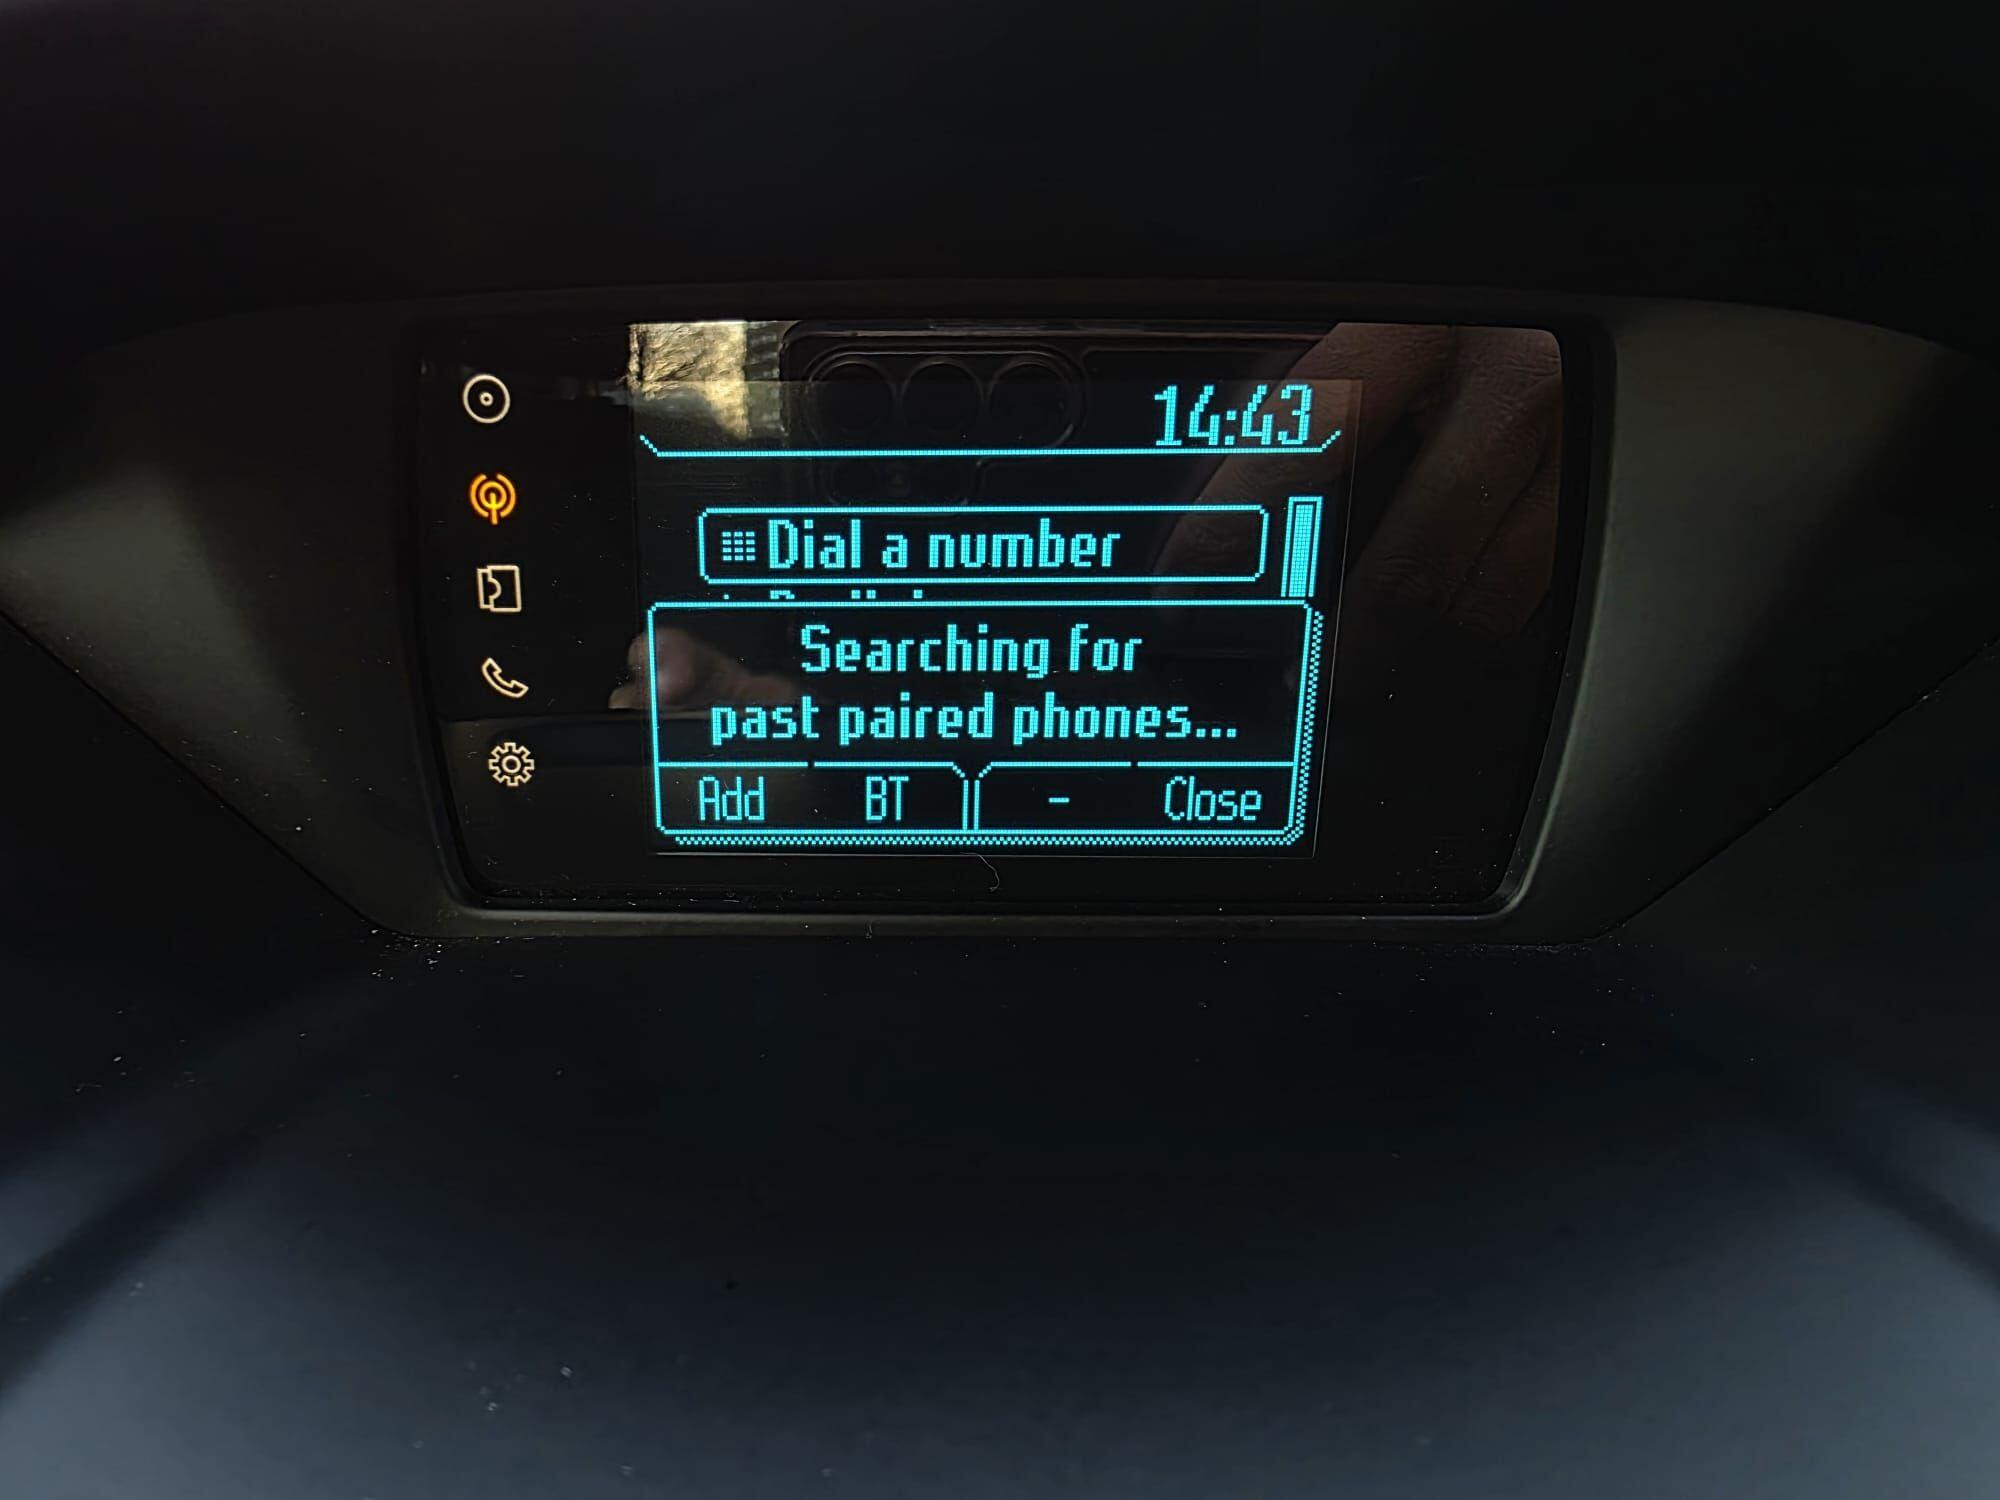 14:43
Dial a number
Searching for
past paired phones...
Add BT - Close